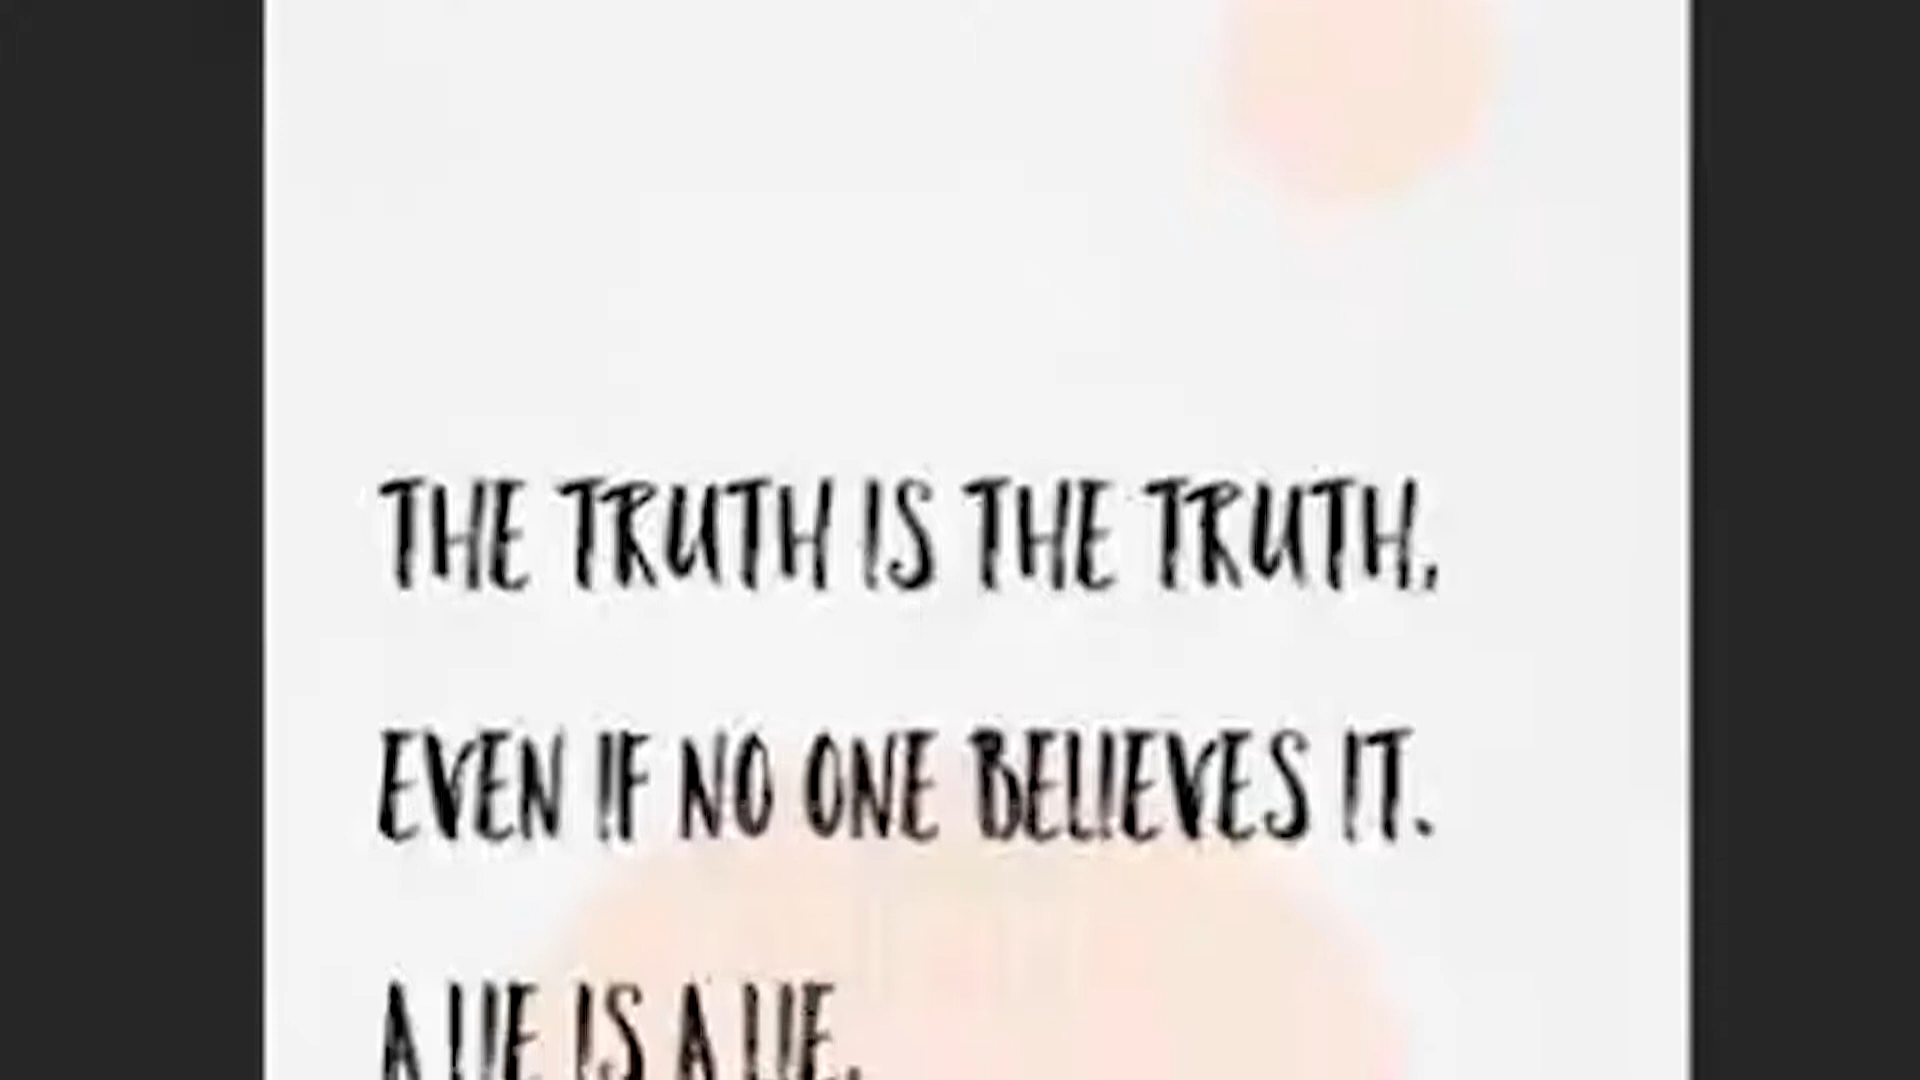 THE TRUTH IS THE TRUTH,
EVEN IF NO ONE BELIEVES IT.
A LIE IS A LIE,